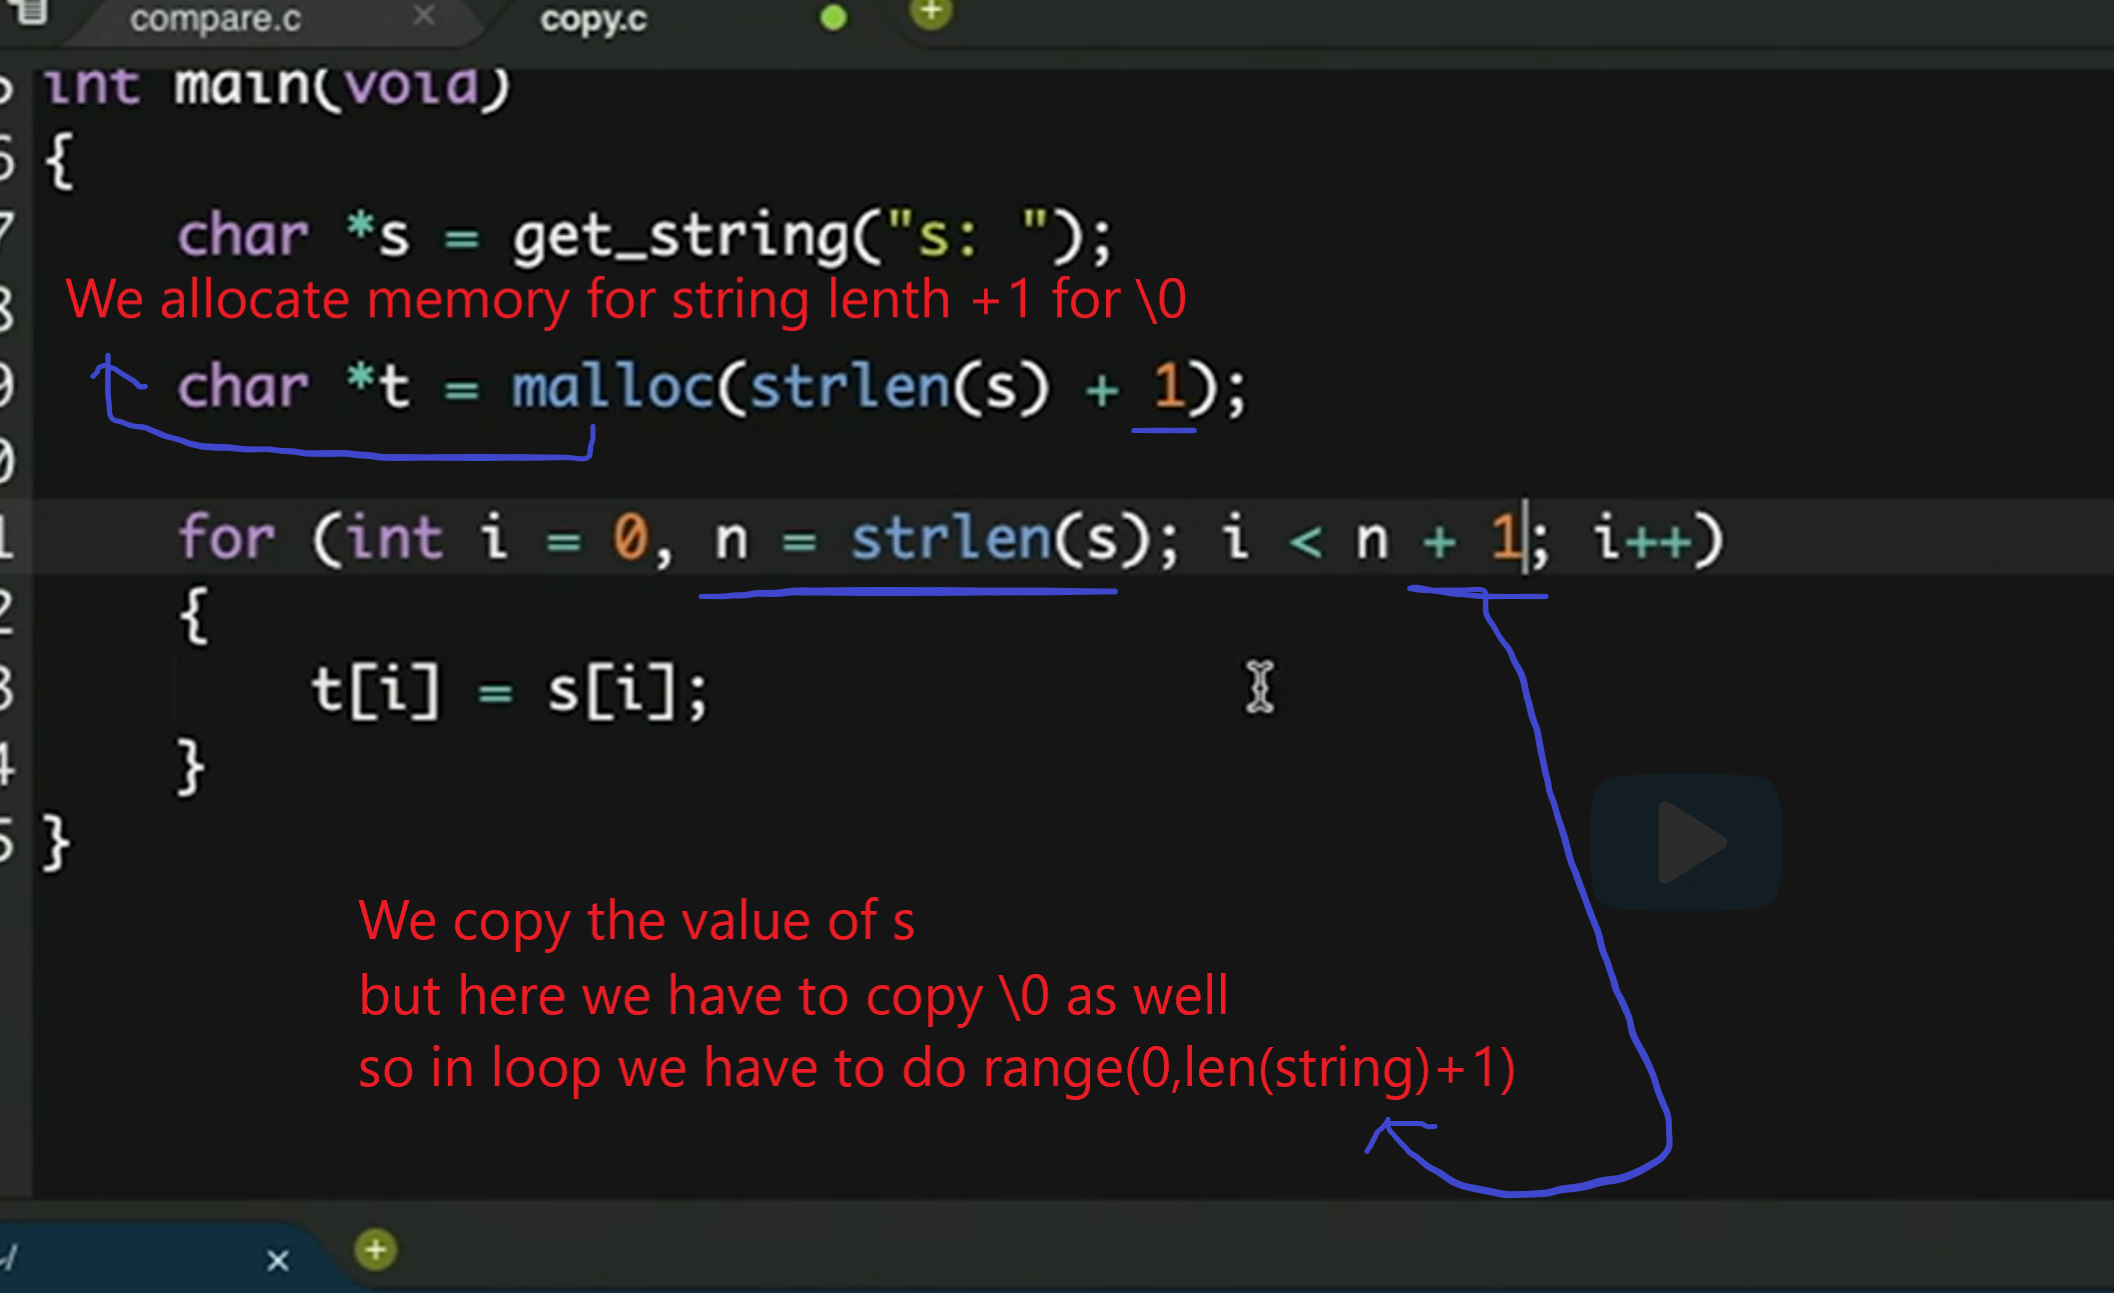 compare.c × copy.c
5 int main(void)
6 {
7 char *s = get_string("s: ");
8 We allocate memory for string lenth +1 for \0
9 char *t = malloc(strlen(s) + 1);
0
1 for (int i = 0, n = strlen(s); i < n + 1; i++)
2 {
3 t[i] = s[i];
4 }
5 }
We copy the value of s
but here we have to copy \0 as well
so in loop we have to do range(0,len(string)+1)
/ ×